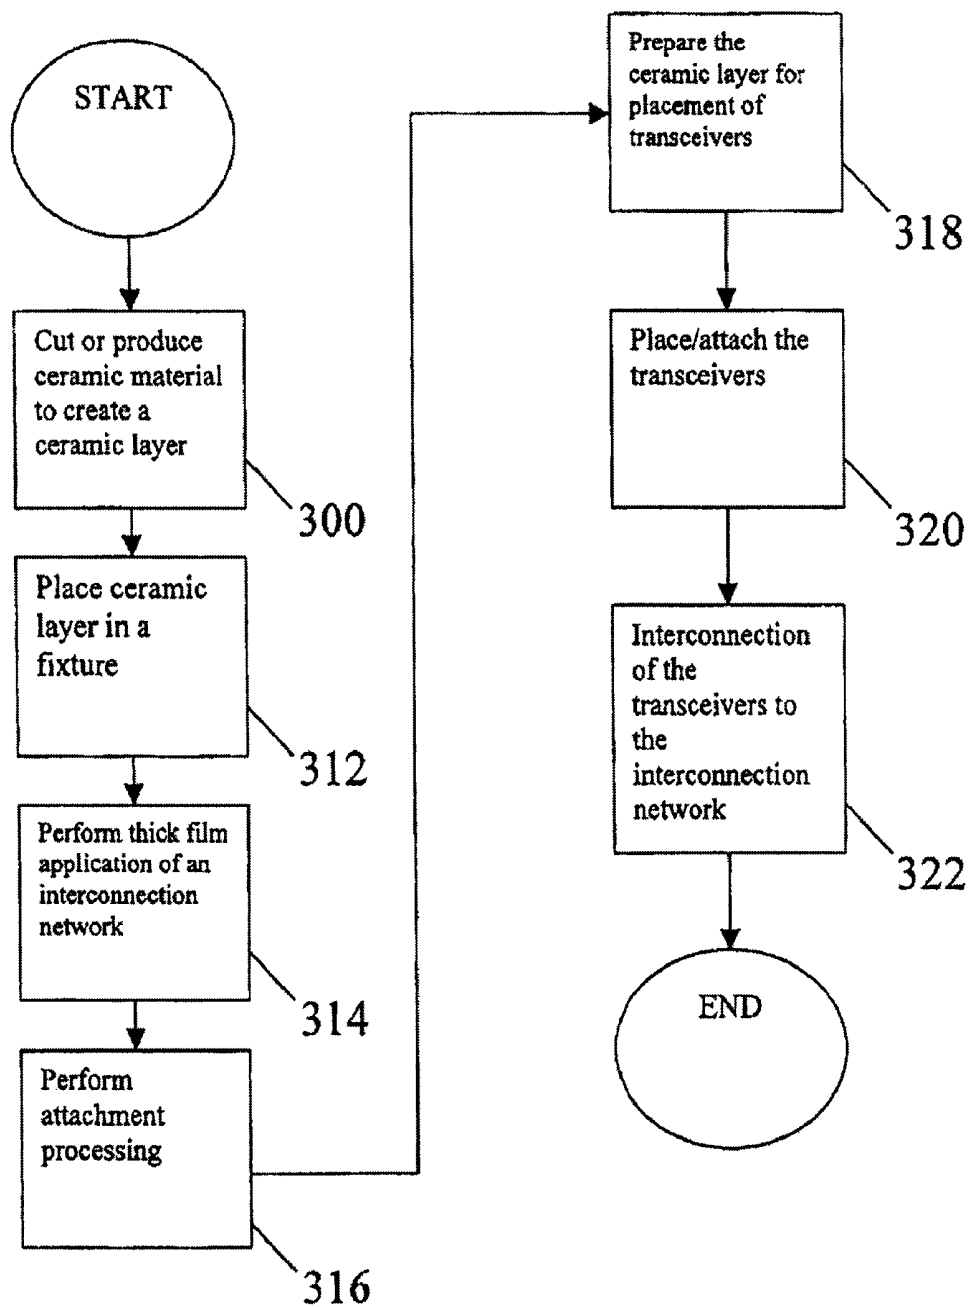 START
Cut or produce
ceramic material
to create a
ceramic layer
300
Place ceramic
layer in a
fixture
312
Perform thick film
application of an
interconnection
network
314
Perform
attachment
processing
316
Prepare the
ceramic layer for
placement of
transceivers
318
Place/attach the
transceivers
320
Interconnection
of the
transceivers to
the
interconnection
network
322
END